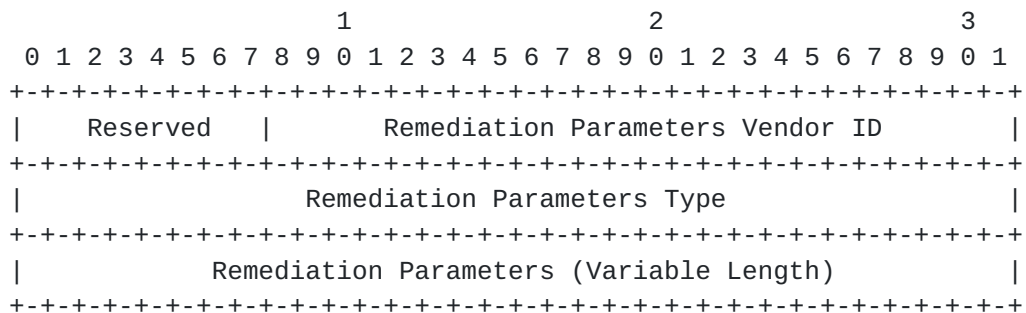 1                   2                   3
 0 1 2 3 4 5 6 7 8 9 0 1 2 3 4 5 6 7 8 9 0 1 2 3 4 5 6 7 8 9 0 1
+-+-+-+-+-+-+-+-+-+-+-+-+-+-+-+-+-+-+-+-+-+-+-+-+-+-+-+-+-+-+-+-+
|    Reserved   |       Remediation Parameters Vendor ID        |
+-+-+-+-+-+-+-+-+-+-+-+-+-+-+-+-+-+-+-+-+-+-+-+-+-+-+-+-+-+-+-+-+
|                  Remediation Parameters Type                  |
+-+-+-+-+-+-+-+-+-+-+-+-+-+-+-+-+-+-+-+-+-+-+-+-+-+-+-+-+-+-+-+-+
|            Remediation Parameters (Variable Length)           |
+-+-+-+-+-+-+-+-+-+-+-+-+-+-+-+-+-+-+-+-+-+-+-+-+-+-+-+-+-+-+-+-+